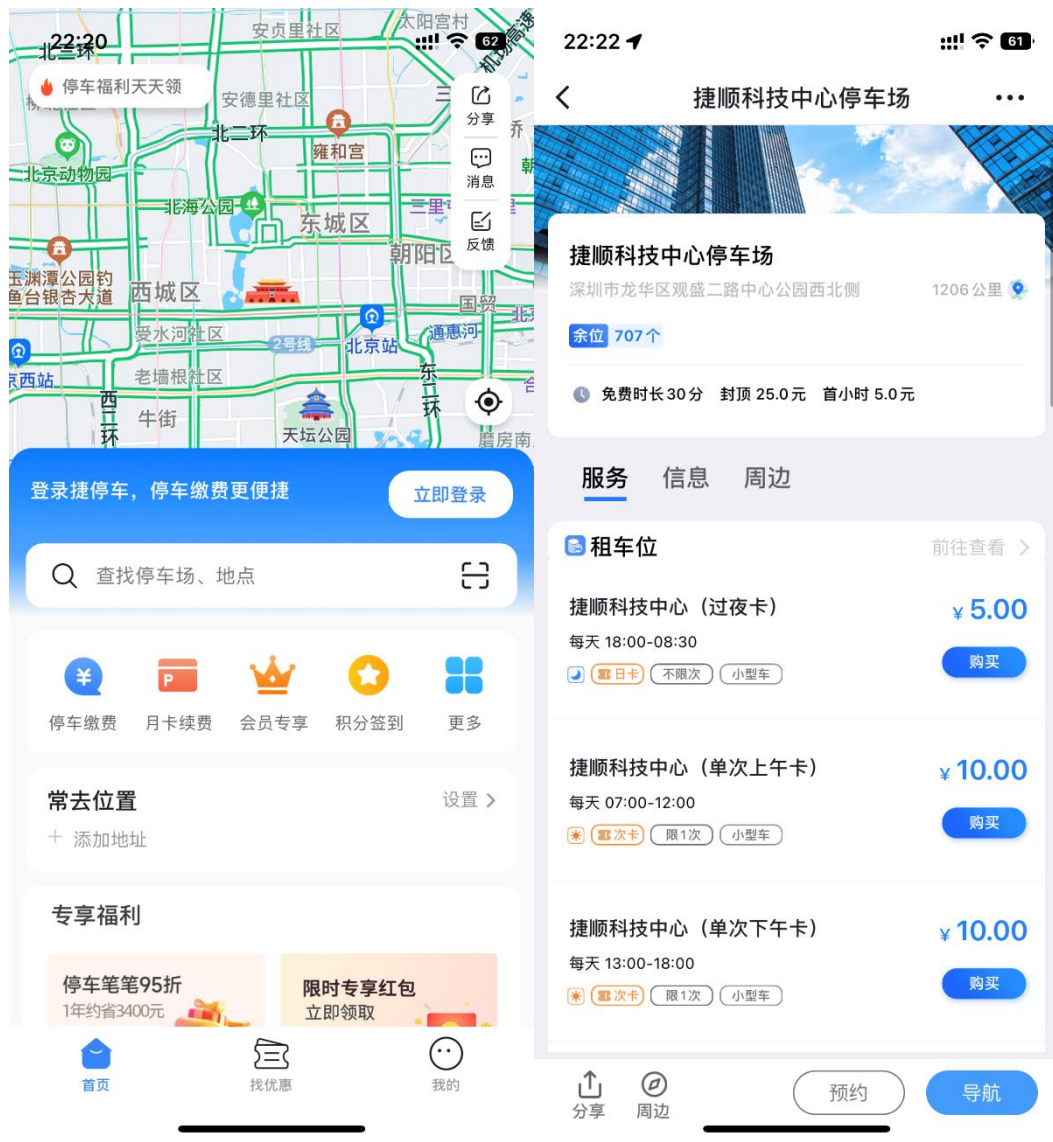 22:20
62
太阳宫村
安贞里社区
北三环
机场高速
停车福利天天领
安德里社区
分享
北二环
雍和宫
消息
北京动物园
北海公园
东城区
反馈
朝阳区
玉渊潭公园钓
鱼台银杏大道
西城区
国贸
受水河社区
2号线
北京站
通惠河
京西站
老墙根社区
东二环
西二环
牛街
天坛公园
磨房南
登录捷停车，停车缴费更便捷
立即登录
查找停车场、地点
停车缴费
月卡续费
会员专享
积分签到
更多
常去位置
设置 >
+ 添加地址
专享福利
停车笔笔95折
1年约省3400元
限时专享红包
立即领取
首页
找优惠
我的
22:22
61
捷顺科技中心停车场
捷顺科技中心停车场
深圳市龙华区观盛二路中心公园西北侧
1206公里
余位 707个
免费时长30分 封顶 25.0元 首小时 5.0元
服务
信息
周边
租车位
前往查看 >
捷顺科技中心（过夜卡）
¥ 5.00
每天 18:00-08:30
购买
日卡
不限次
小型车
捷顺科技中心（单次上午卡）
¥ 10.00
每天 07:00-12:00
购买
次卡
限1次
小型车
捷顺科技中心（单次下午卡）
¥ 10.00
每天 13:00-18:00
购买
次卡
限1次
小型车
分享
周边
预约
导航